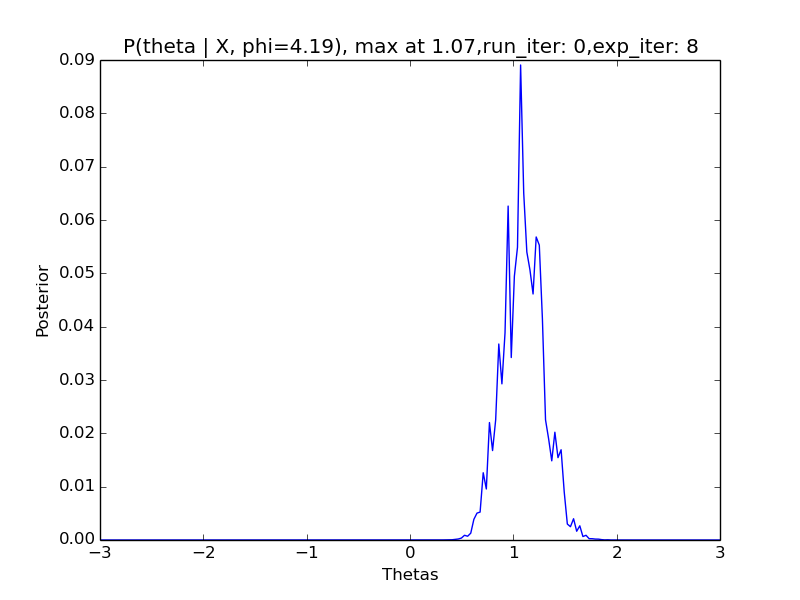 P(theta | X, phi=4.19), max at 1.07,run_iter: 0,exp_iter: 8
0.09
0.08
0.07
0.06
0.05
0.04
0.03
0.02
0.01
0.00
Posterior
−3 −2 −1 0 1 2 3
Thetas